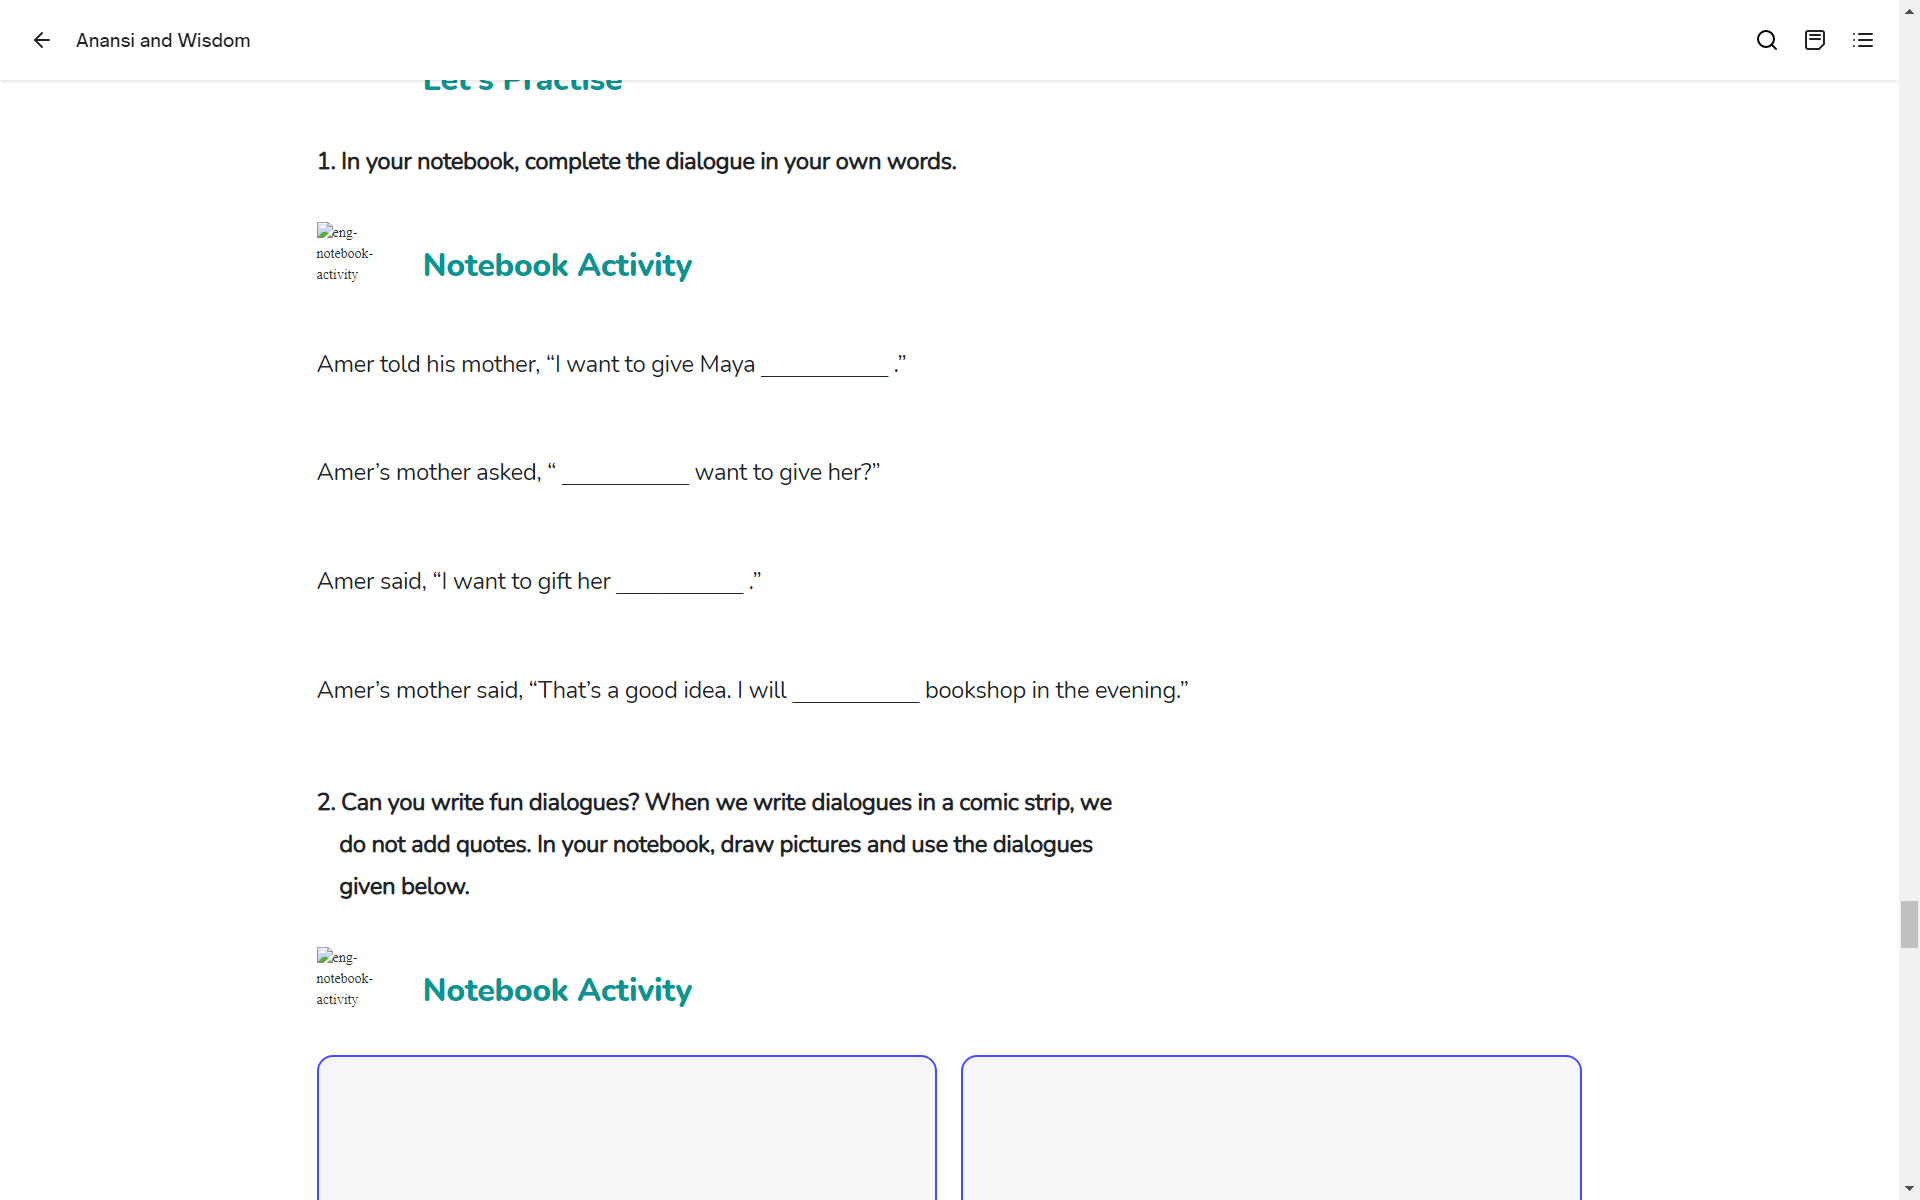 Anansi and Wisdom
Let's Practise
1. In your notebook, complete the dialogue in your own words.
eng-
notebook-
activity
Notebook Activity
Amer told his mother, “I want to give Maya __________ .”
Amer’s mother asked, “ __________ want to give her?”
Amer said, “I want to gift her __________ .”
Amer’s mother said, “That’s a good idea. I will __________ bookshop in the evening.”
2. Can you write fun dialogues? When we write dialogues in a comic strip, we
do not add quotes. In your notebook, draw pictures and use the dialogues
given below.
eng-
notebook-
activity
Notebook Activity